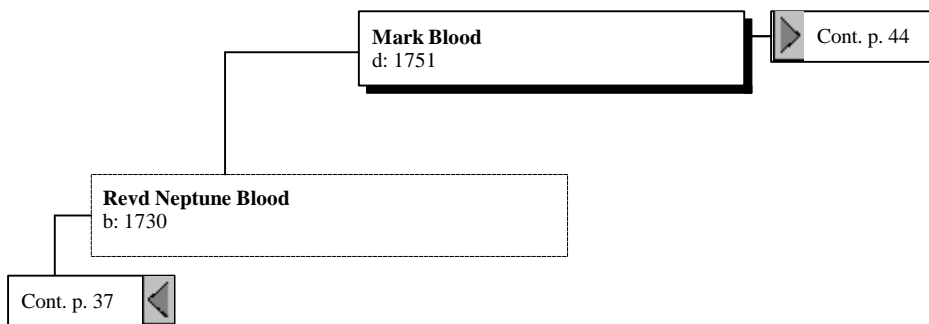 Mark Blood
d: 1751
Cont. p. 44
Revd Neptune Blood
b: 1730
Cont. p. 37